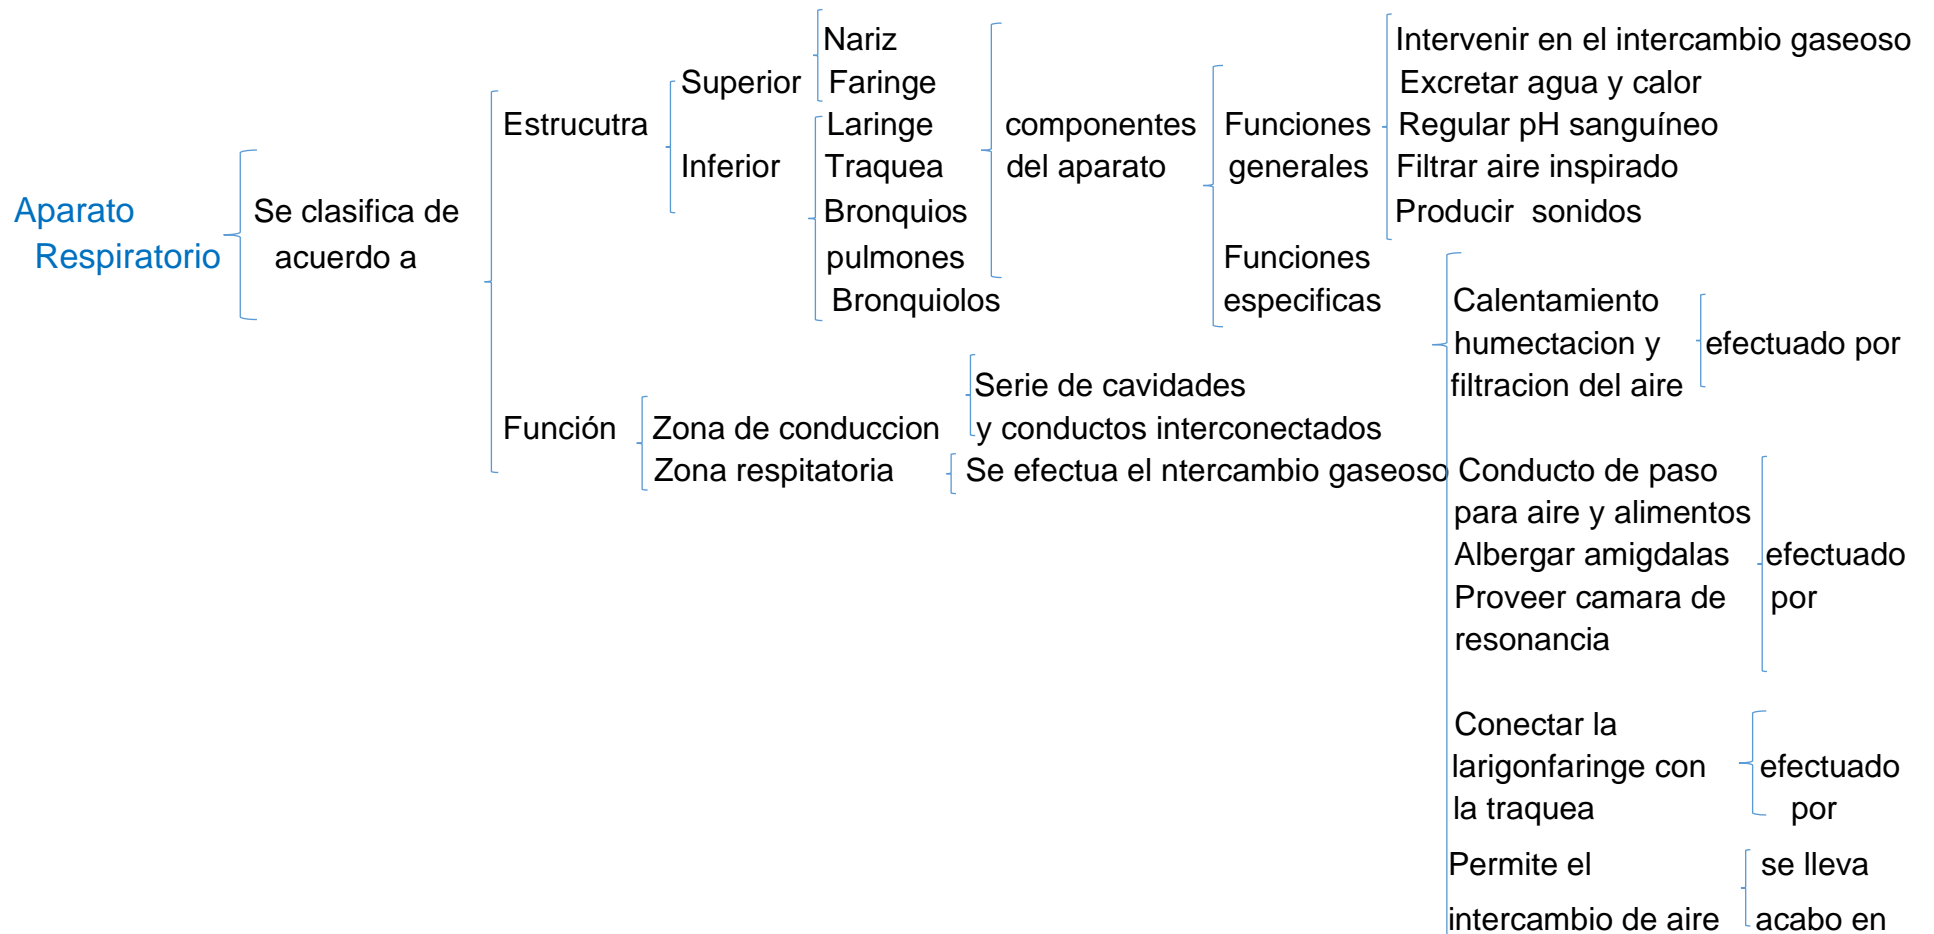 Aparato
Respiratorio
Se clasifica de
acuerdo a
Estrucutra
Superior
Nariz
Faringe
Inferior
Laringe
Traquea
Bronquios
pulmones
Bronquiolos
componentes
del aparato
Funciones
generales
Intervenir en el intercambio gaseoso
Excretar agua y calor
Regular pH sanguíneo
Filtrar aire inspirado
Producir sonidos
Funciones
especificas
Calentamiento
humectacion y
filtracion del aire
efectuado por
Conducto de paso
para aire y alimentos
Albergar amigdalas
Proveer camara de
resonancia
efectuado
por
Conectar la
larigonfaringe con
la traquea
efectuado
por
Permite el
intercambio de aire
se lleva
acabo en
Función
Zona de conduccion
Serie de cavidades
y conductos interconectados
Zona respitatoria
Se efectua el ntercambio gaseoso